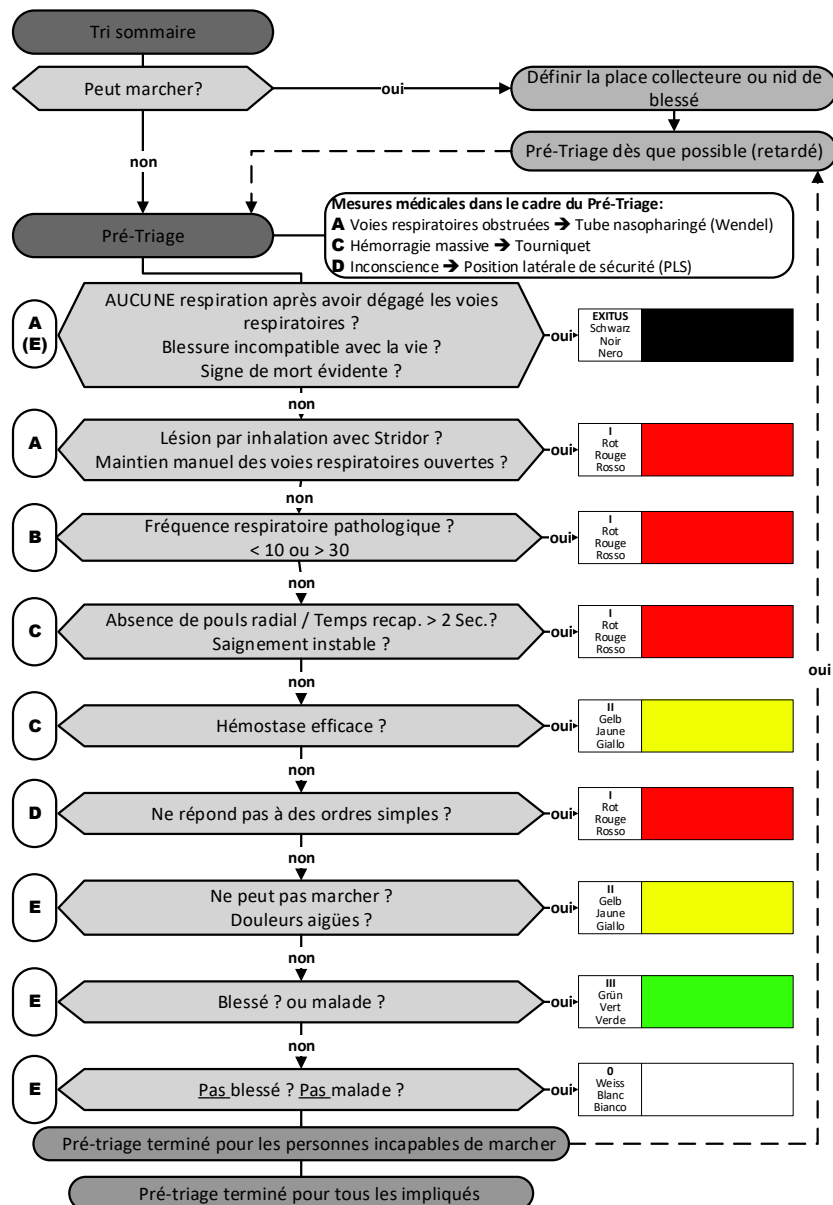 Tri sommaire
Peut marcher?
oui
Définir la place collecteure ou nid de
blessé
non
Pré-Triage dès que possible (retardé)
Pré-Triage
Mesures médicales dans le cadre du Pré-Triage:
A Voies respiratoires obstruées ➔ Tube nasopharingé (Wendel)
C Hémorragie massive ➔ Tourniquet
D Inconscience ➔ Position latérale de sécurité (PLS)
A
(E)
AUCUNE respiration après avoir dégagé les voies
respiratoires ?
Blessure incompatible avec la vie ?
Signe de mort évidente ?
oui
EXITUS
Schwarz
Noir
Nero
non
A
Lésion par inhalation avec Stridor ?
Maintien manuel des voies respiratoires ouvertes ?
oui
I
Rot
Rouge
Rosso
non
B
Fréquence respiratoire pathologique ?
< 10 ou > 30
oui
I
Rot
Rouge
Rosso
non
C
Absence de pouls radial / Temps recap. > 2 Sec.?
Saignement instable ?
oui
I
Rot
Rouge
Rosso
oui
non
C
Hémostase efficace ?
oui
II
Gelb
Jaune
Giallo
non
D
Ne répond pas à des ordres simples ?
oui
I
Rot
Rouge
Rosso
non
E
Ne peut pas marcher ?
Douleurs aigües ?
oui
II
Gelb
Jaune
Giallo
non
E
Blessé ? ou malade ?
oui
III
Grün
Vert
Verde
non
E
Pas blessé ? Pas malade ?
oui
0
Weiss
Blanc
Bianco
Pré-triage terminé pour les personnes incapables de marcher
Pré-triage terminé pour tous les impliqués